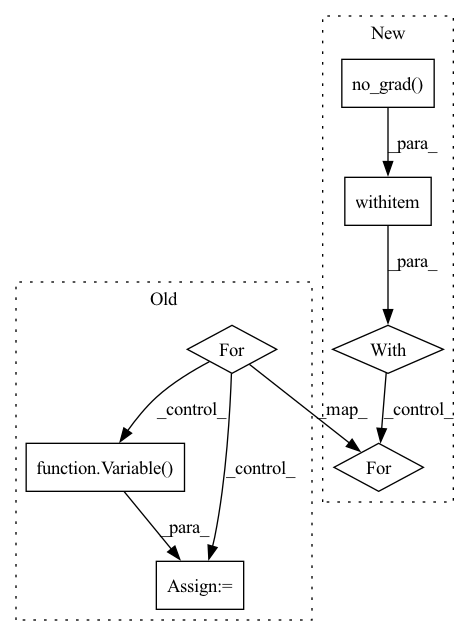 New
no_grad()
_para_
withitem
_para_
Old
For
With
_control_
_map_
_control_
_control_
function.Variable()
For
_para_
Assign:=